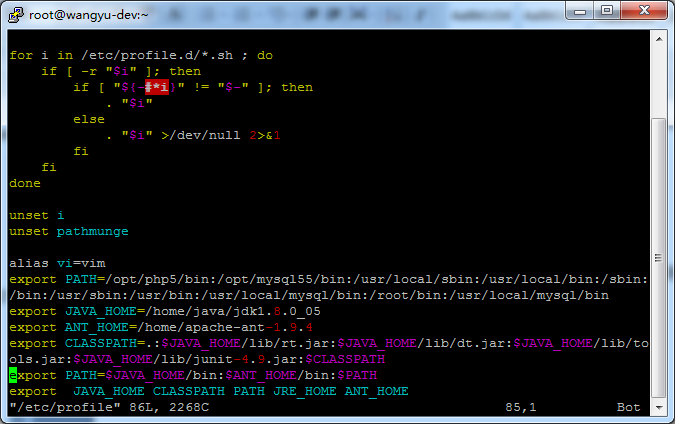 root@wangyu-dev:~
for i in /etc/profile.d/*.sh ; do
    if [ -r "$i" ]; then
        if [ "${-#*i}" != "$-" ]; then
            . "$i"
        else
            . "$i" >/dev/null 2>&1
        fi
    fi
done
unset i
unset pathmunge
alias vi=vim
export PATH=/opt/php5/bin:/opt/mysql55/bin:/usr/local/sbin:/usr/local/bin:/sbin:
/bin:/usr/sbin:/usr/bin:/usr/local/mysql/bin:/root/bin:/usr/local/mysql/bin
export JAVA_HOME=/home/java/jdk1.8.0_05
export ANT_HOME=/home/apache-ant-1.9.4
export CLASSPATH=.:$JAVA_HOME/lib/rt.jar:$JAVA_HOME/lib/dt.jar:$JAVA_HOME/lib/to
ols.jar:$JAVA_HOME/lib/junit-4.9.jar:$CLASSPATH
export PATH=$JAVA_HOME/bin:$ANT_HOME/bin:$PATH
export  JAVA_HOME CLASSPATH PATH JRE_HOME ANT_HOME
"/etc/profile" 86L, 2268C 85,1 Bot